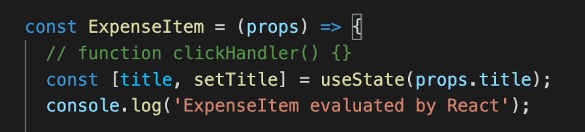 const ExpenseItem = (props) => {
// function clickHandler() {}
const [title, setTitle] = useState(props.title);
console.log('ExpenseItem evaluated by React');